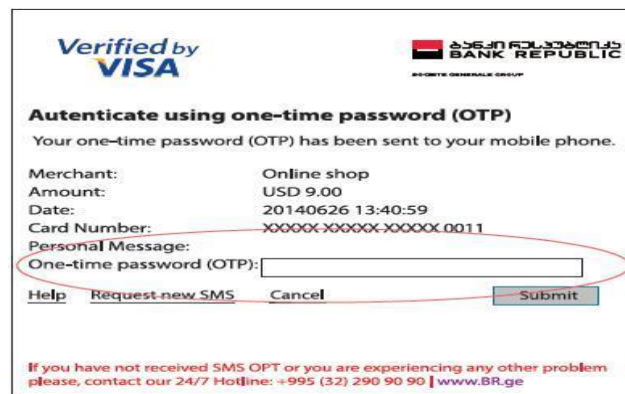 Verified by
VISA
ბანკი რესპუბლიკა
BANK REPUBLIC
SOCIETE GENERALE GROUP
Autenticate using one-time password (OTP)
Your one-time password (OTP) has been sent to your mobile phone.
Merchant: Online shop
Amount: USD 9.00
Date: 20140626 13:40:59
Card Number: XXXXX XXXXX XXXXX 0011
Personal Message:
One-time password (OTP):
Help Request new SMS Cancel Submit
If you have not received SMS OPT or you are experiencing any other problem
please, contact our 24/7 Hotline: +995 (32) 290 90 90 | www.BR.ge